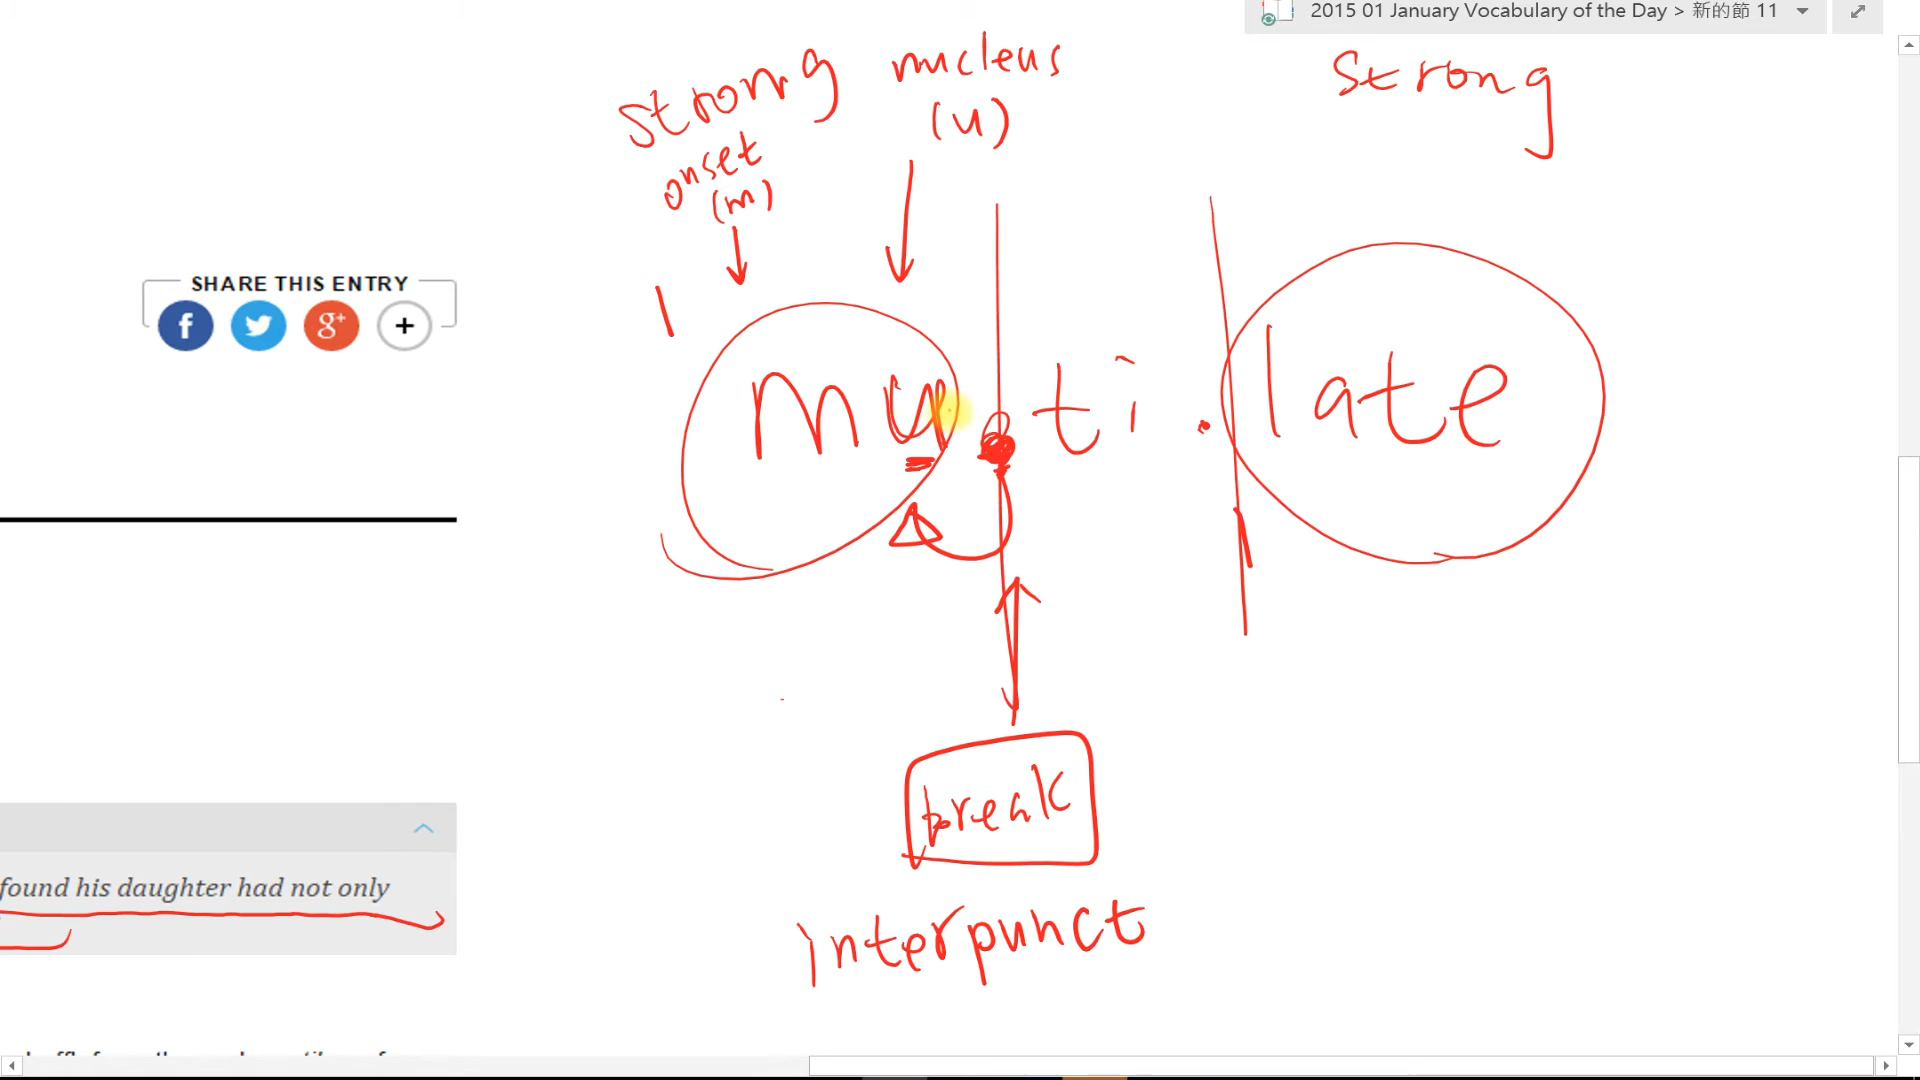 2015 01 January Vocabulary of the Day > 新的節 11
strong
onset
(m)
nucleus
(u)
strong
SHARE THIS ENTRY
f
g+
+
mu . ti . late
break
interpunct
found his daughter had not only